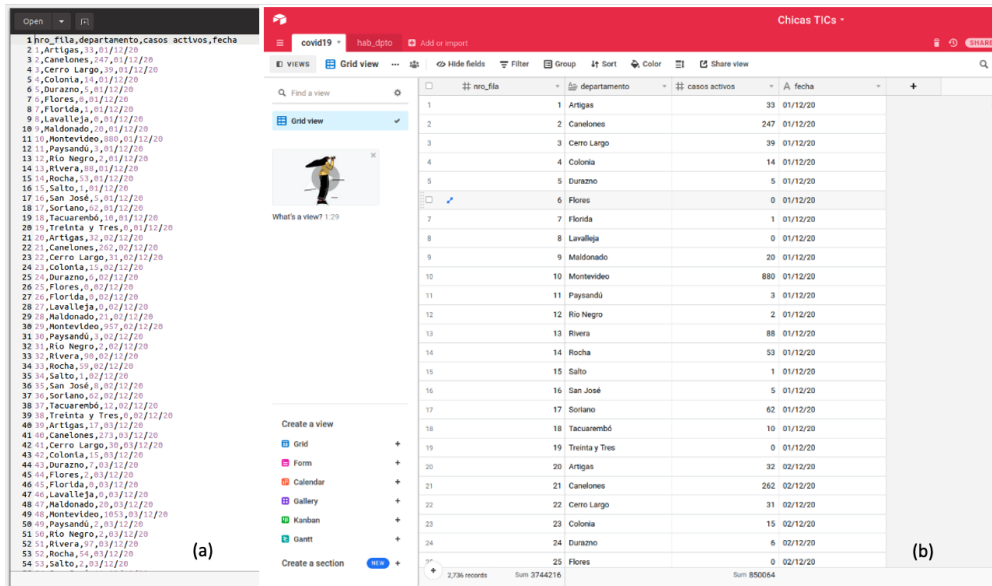 Open
1 nro_fila,departamento,casos activos,fecha
2 1,Artigas,33,01/12/20
3 2,Canelones,247,01/12/20
4 3,Cerro Largo,39,01/12/20
5 4,Colonia,14,01/12/20
6 5,Durazno,5,01/12/20
7 6,Flores,0,01/12/20
8 7,Florida,1,01/12/20
9 8,Lavalleja,0,01/12/20
10 9,Maldonado,20,01/12/20
11 10,Montevideo,880,01/12/20
12 11,Paysandú,3,01/12/20
13 12,Río Negro,2,01/12/20
14 13,Rivera,88,01/12/20
15 14,Rocha,53,01/12/20
16 15,Salto,1,01/12/20
17 16,San José,5,01/12/20
18 17,Soriano,62,01/12/20
19 18,Tacuarembó,10,01/12/20
20 19,Treinta y Tres,0,01/12/20
21 20,Artigas,32,02/12/20
22 21,Canelones,262,02/12/20
23 22,Cerro Largo,31,02/12/20
24 23,Colonia,15,02/12/20
25 24,Durazno,6,02/12/20
26 25,Flores,0,02/12/20
27 26,Florida,0,02/12/20
28 27,Lavalleja,0,02/12/20
29 28,Maldonado,21,02/12/20
30 29,Montevideo,957,02/12/20
31 30,Paysandú,3,02/12/20
32 31,Río Negro,2,02/12/20
33 32,Rivera,90,02/12/20
34 33,Rocha,59,02/12/20
35 34,Salto,1,02/12/20
36 35,San José,8,02/12/20
37 36,Soriano,62,02/12/20
38 37,Tacuarembó,12,02/12/20
39 38,Treinta y Tres,0,02/12/20
40 39,Artigas,17,03/12/20
41 40,Canelones,273,03/12/20
42 41,Cerro Largo,30,03/12/20
43 42,Colonia,15,03/12/20
44 43,Durazno,7,03/12/20
45 44,Flores,2,03/12/20
46 45,Florida,0,03/12/20
47 46,Lavalleja,0,03/12/20
48 47,Maldonado,20,03/12/20
49 48,Montevideo,1053,03/12/20
50 49,Paysandú,2,03/12/20
51 50,Río Negro,2,03/12/20
52 51,Rivera,97,03/12/20
53 52,Rocha,54,03/12/20
54 53,Salto,2,03/12/20
(a)
Chicas TICs
covid19 hab_dpto Add or import SHARE
VIEWS Grid view ... Hide fields Filter Group Sort Color Share view
Find a view
Grid view
What's a view? 1:29
Create a view
Grid +
Form +
Calendar +
Gallery +
Kanban +
Gantt +
Create a section NEW +
# nro_fila departamento # casos activos A fecha +
1 1 Artigas 33 01/12/20
2 2 Canelones 247 01/12/20
3 3 Cerro Largo 39 01/12/20
4 4 Colonia 14 01/12/20
5 5 Durazno 5 01/12/20
6 Flores 0 01/12/20
7 7 Florida 1 01/12/20
8 8 Lavalleja 0 01/12/20
9 9 Maldonado 20 01/12/20
10 10 Montevideo 880 01/12/20
11 11 Paysandú 3 01/12/20
12 12 Río Negro 2 01/12/20
13 13 Rivera 88 01/12/20
14 14 Rocha 53 01/12/20
15 15 Salto 1 01/12/20
16 16 San José 5 01/12/20
17 17 Soriano 62 01/12/20
18 18 Tacuarembó 10 01/12/20
19 19 Treinta y Tres 0 01/12/20
20 20 Artigas 32 02/12/20
21 21 Canelones 262 02/12/20
22 22 Cerro Largo 31 02/12/20
23 23 Colonia 15 02/12/20
24 24 Durazno 6 02/12/20
25 Flores 0 02/12/20
+ 2,736 records Sum 3744216 Sum 850064
(b)